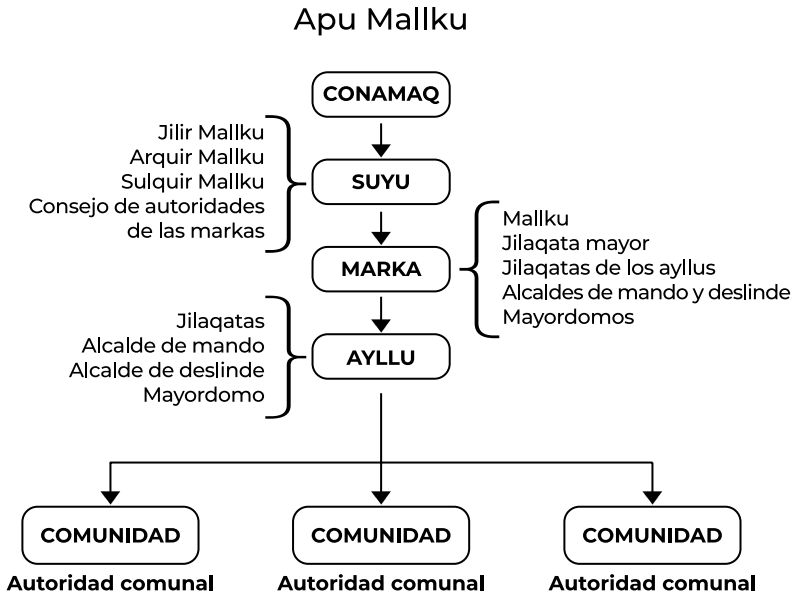 Apu Mallku
CONAMAQ
Jilir Mallku
Arquir Mallku
Sulquir Mallku
Consejo de autoridades
de las markas
SUYU
MARKA
Mallku
Jilaqata mayor
Jilaqatas de los ayllus
Alcaldes de mando y deslinde
Mayordomos
Jilaqatas
Alcalde de mando
Alcalde de deslinde
Mayordomo
AYLLU
COMUNIDAD
COMUNIDAD
COMUNIDAD
Autoridad comunal
Autoridad comunal
Autoridad comunal